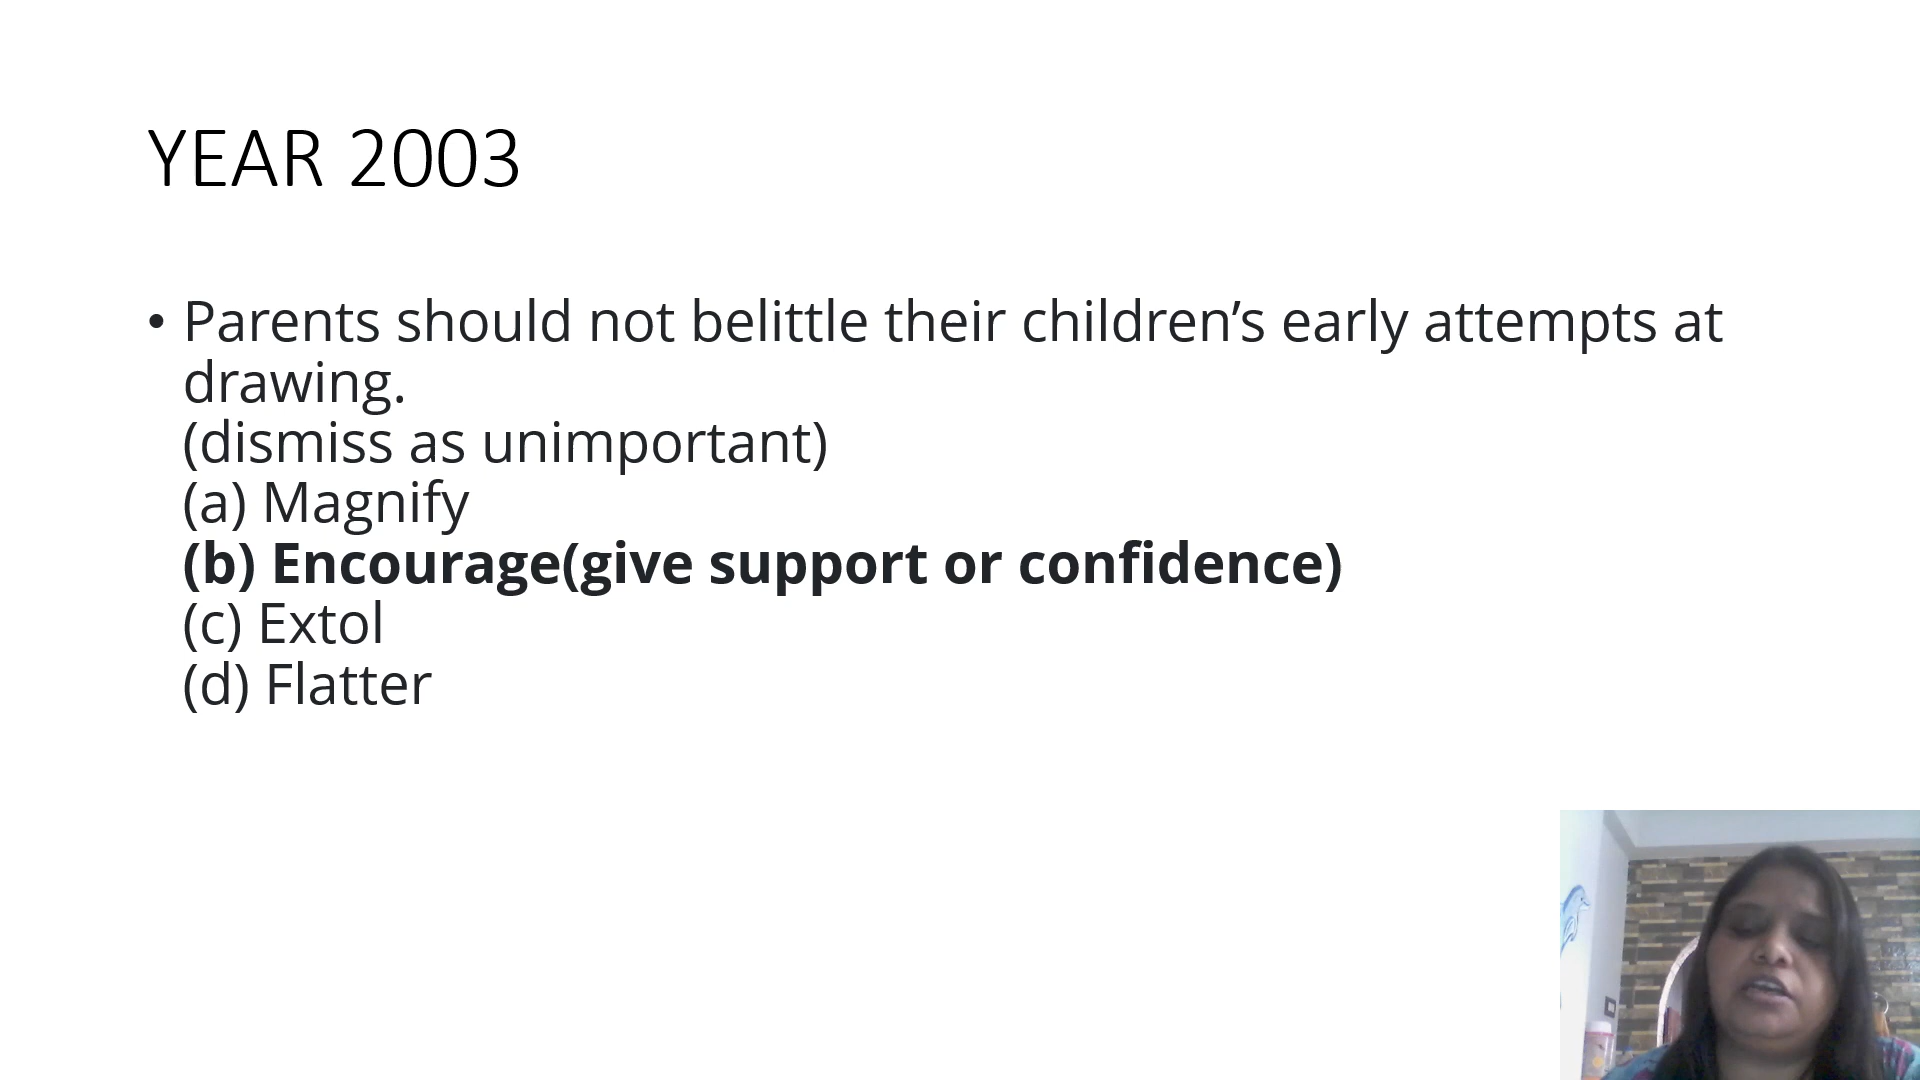 YEAR 2003
• Parents should not belittle their children’s early attempts at
drawing.
(dismiss as unimportant)
(a) Magnify
(b) Encourage(give support or confidence)
(c) Extol
(d) Flatter